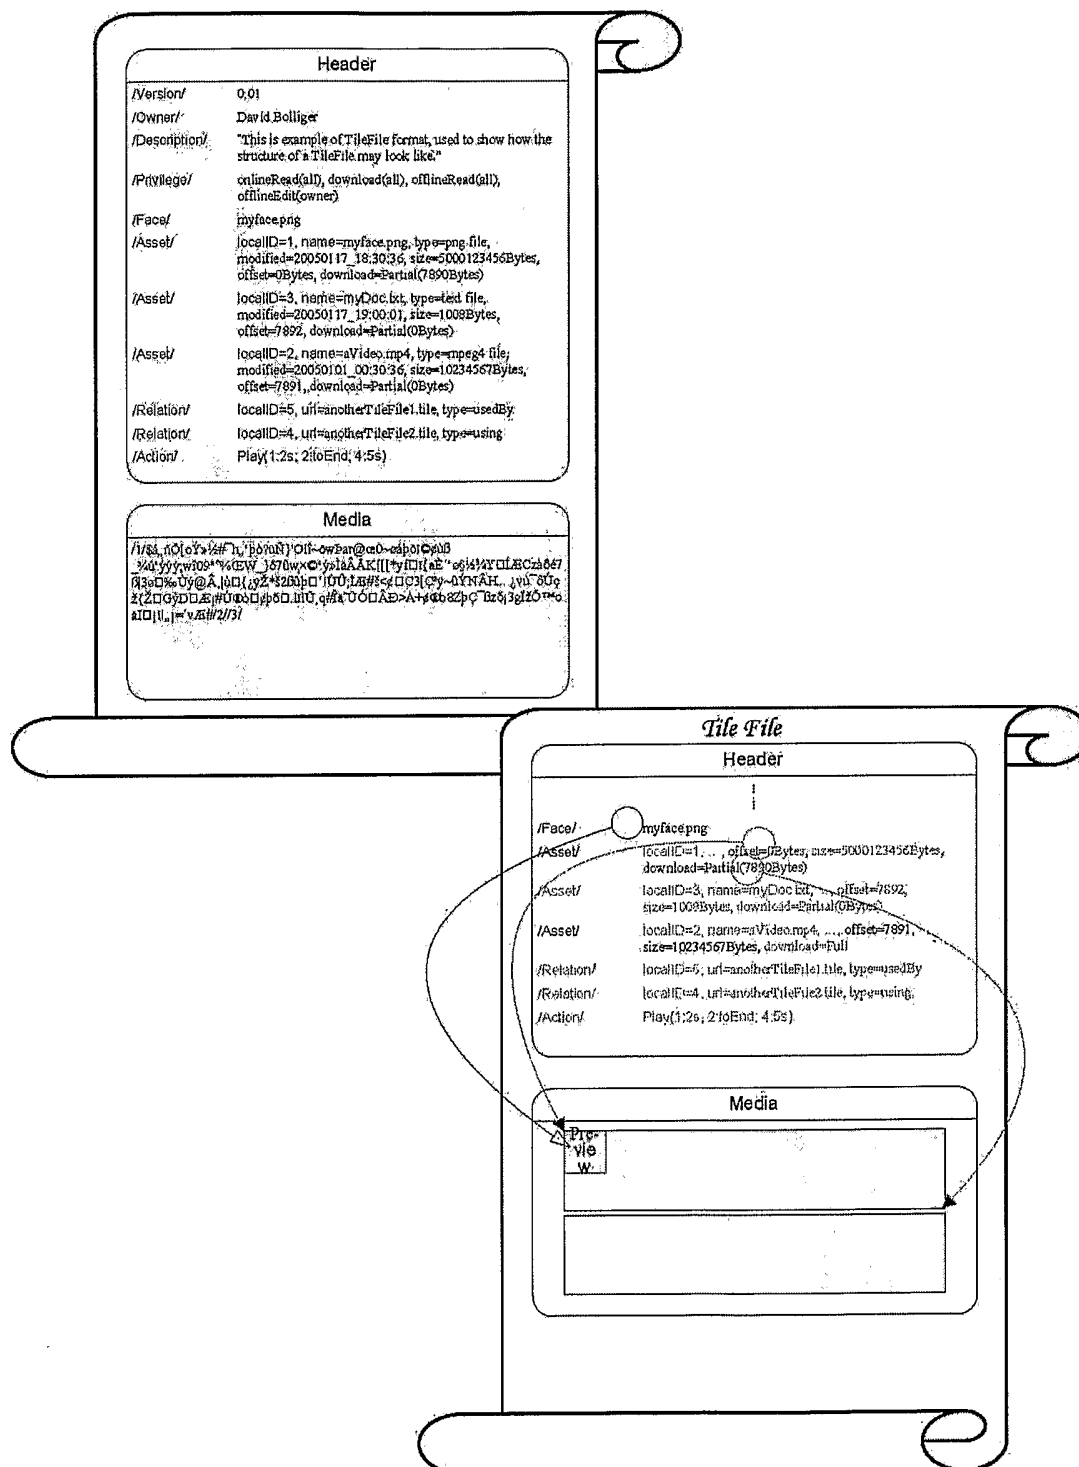 Header
/Version/ 0.01
/Owner/ David Bolliger
/Description/ "This is example of TileFile format, used to show how the
structure of a TileFile may look like."
/Privilege/ onlineRead(all), download(all), offlineRead(all),
offlineEdit(owner)
/Face/ myface.png
/Asset/ localID=1, name=myface.png, type=png file,
modified=20050117_18:30:36, size=5000123456Bytes,
offset=0Bytes, download=Partial(7890Bytes)
/Asset/ localID=3, name=myDoc.txt, type=text file,
modified=20050117_19:00:01, size=1008Bytes,
offset=7892, download=Partial(0Bytes)
/Asset/ localID=2, name=aVideo.mp4, type=mpeg4 file,
modified=20050101_00:30:36, size=10234567Bytes,
offset=7891, download=Partial(0Bytes)
/Relation/ localID=5, url=anotherTileFile1.tile, type=usedBy
/Relation/ localID=4, url=anotherTileFile2.tile, type=using
/Action/ Play(1:2s; 2:toEnd; 4:5s)
Media
Tile File
Header
/Face/ myface.png
/Asset/ localID=1, ... , offset=0Bytes, size=5000123456Bytes,
download=Partial(7890Bytes)
/Asset/ localID=3, name=myDoc.txt, ..., offset=7892,
size=1008Bytes, download=Partial(0Bytes)
/Asset/ localID=2, name=aVideo.mp4, ...., offset=7891,
size=10234567Bytes, download=Full
/Relation/ localID=5, url=anotherTileFile1.tile, type=usedBy
/Relation/ localID=4, url=anotherTileFile2.tile, type=using
/Action/ Play(1:2s; 2:toEnd; 4:5s)
Media
Pre-
vie
w